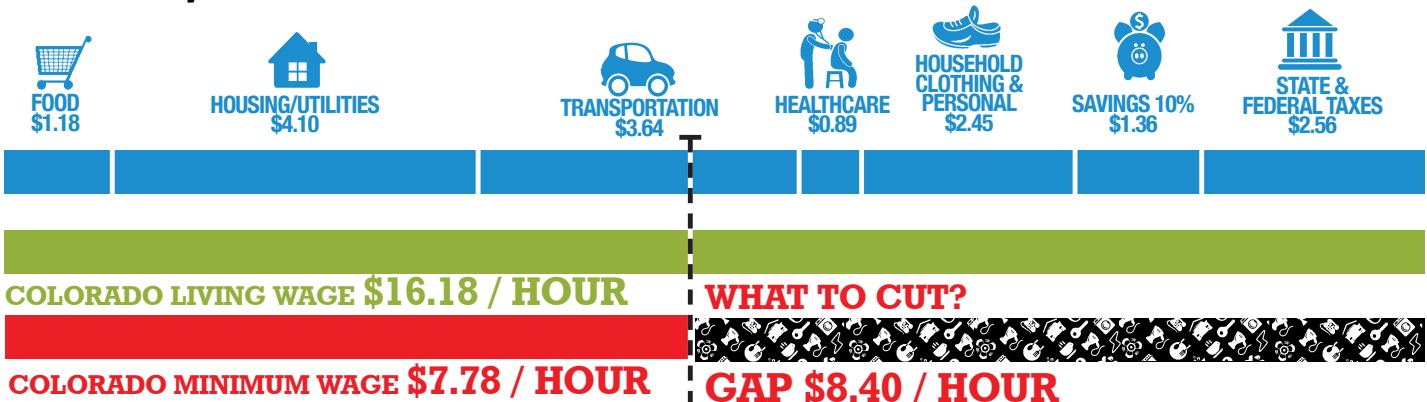 FOOD
$1.18
HOUSING/UTILITIES
$4.10
TRANSPORTATION
$3.64
HEALTHCARE
$0.89
HOUSEHOLD
CLOTHING &
PERSONAL
$2.45
SAVINGS 10%
$1.36
STATE &
FEDERAL TAXES
$2.56
COLORADO LIVING WAGE $16.18 / HOUR
WHAT TO CUT?
COLORADO MINIMUM WAGE $7.78 / HOUR
GAP $8.40 / HOUR